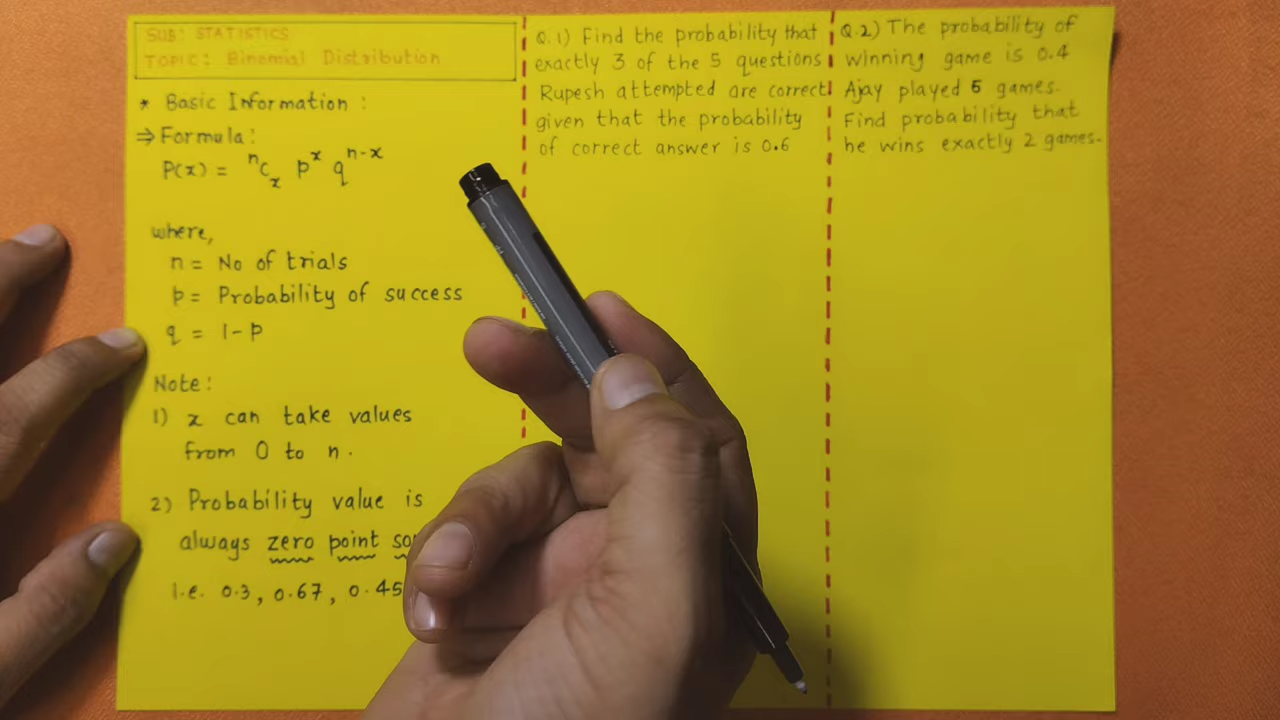 SUB: STATISTICS
TOPIC: Binomial Distribution
* Basic Information :
⇒ Formula:
P(x) = ⁿCₓ pˣ qⁿ⁻ˣ
where,
n = No of trials
p = Probability of success
q = 1-p
Note:
1) x can take values
from 0 to n.
2) Probability value is
always zero point
i.e. 0.3, 0.67, 0.45
Q.1) Find the probability that
exactly 3 of the 5 questions
Rupesh attempted are correct
given that the probability
of correct answer is 0.6
Q.2) The probability of
winning game is 0.4
Ajay played 5 games.
Find probability that
he wins exactly 2 games.